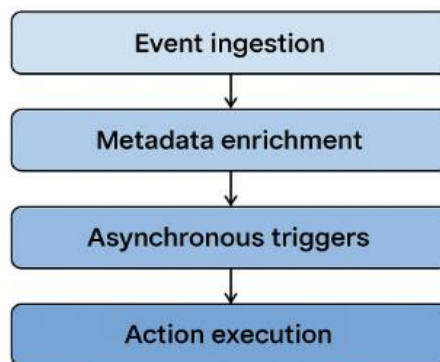 Event ingestion
Metadata enrichment
Asynchronous triggers
Action execution